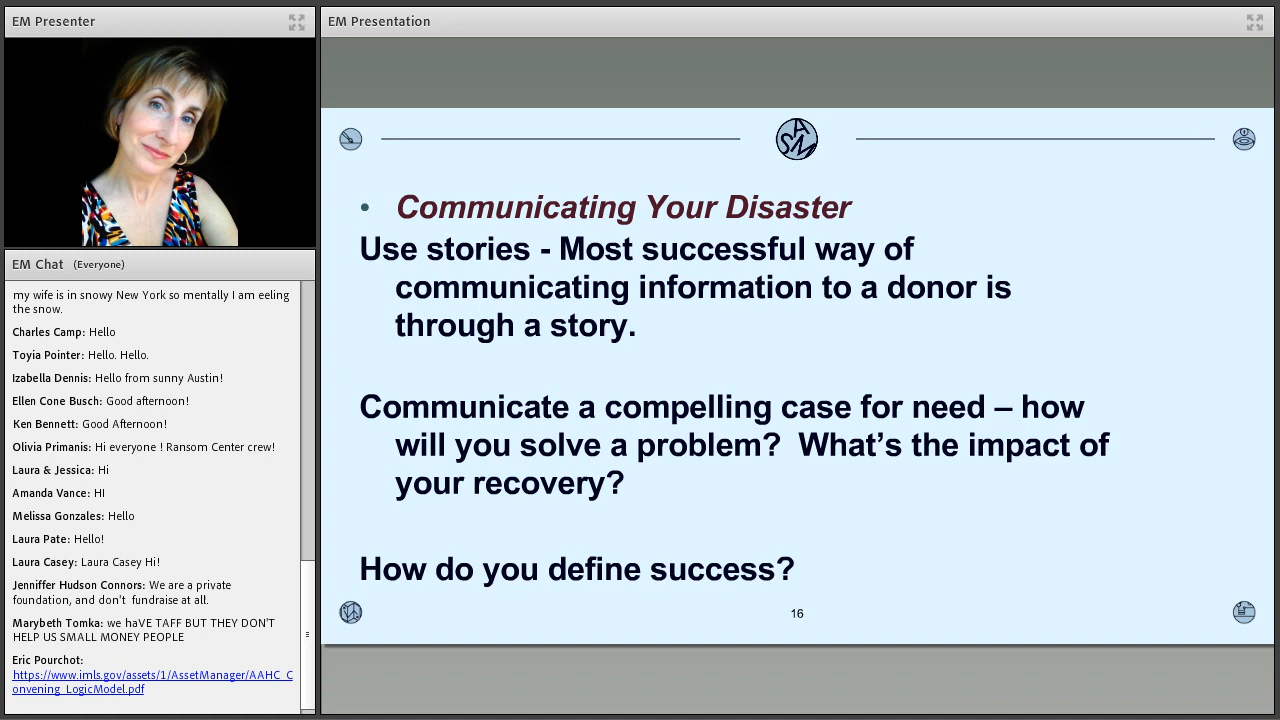 EM Presenter
EM Chat (Everyone)
my wife is in snowy New York so mentally I am eeling
the snow.
Charles Camp: Hello
Toyia Pointer: Hello. Hello.
Izabella Dennis: Hello from sunny Austin!
Ellen Cone Busch: Good afternoon!
Ken Bennett: Good Afternoon!
Olivia Primanis: Hi everyone ! Ransom Center crew!
Laura & Jessica: Hi
Amanda Vance: HI
Melissa Gonzales: Hello
Laura Pate: Hello!
Laura Casey: Laura Casey Hi!
Jenniffer Hudson Connors: We are a private
foundation, and don't fundraise at all.
Marybeth Tomka: we haVE TAFF BUT THEY DON'T
HELP US SMALL MONEY PEOPLE
Eric Pourchot:
https://www.imls.gov/assets/1/AssetManager/AAHC_C
onvening_LogicModel.pdf
EM Presentation
ASM
• Communicating Your Disaster
Use stories - Most successful way of
communicating information to a donor is
through a story.
Communicate a compelling case for need – how
will you solve a problem? What’s the impact of
your recovery?
How do you define success?
16